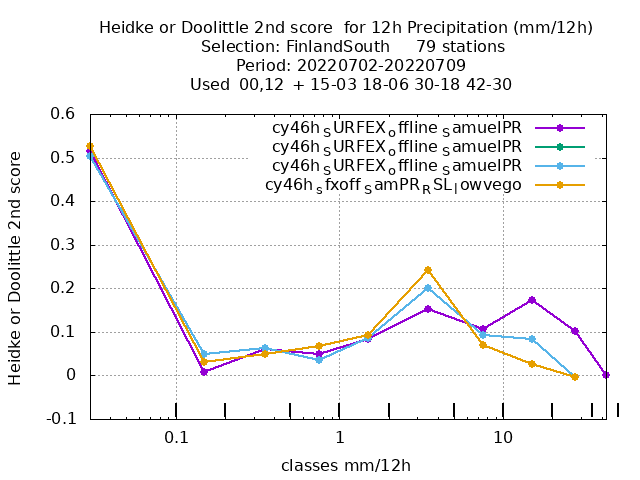 Heidke or Doolittle 2nd score  for 12h Precipitation (mm/12h)
Selection: FinlandSouth     79 stations
Period: 20220702-20220709
Used  00,12  + 15-03 18-06 30-18 42-30
cy46h_SURFEX_offline_SamuelPR
cy46h_SURFEX_offline_SamuelPR
cy46h_SURFEX_offline_SamuelPR
cy46h_sfxoff_SamPR_RSL_lowvego
Heidke or Doolittle 2nd score
0.6
0.5
0.4
0.3
0.2
0.1
0
-0.1
0.1 1 10
classes mm/12h